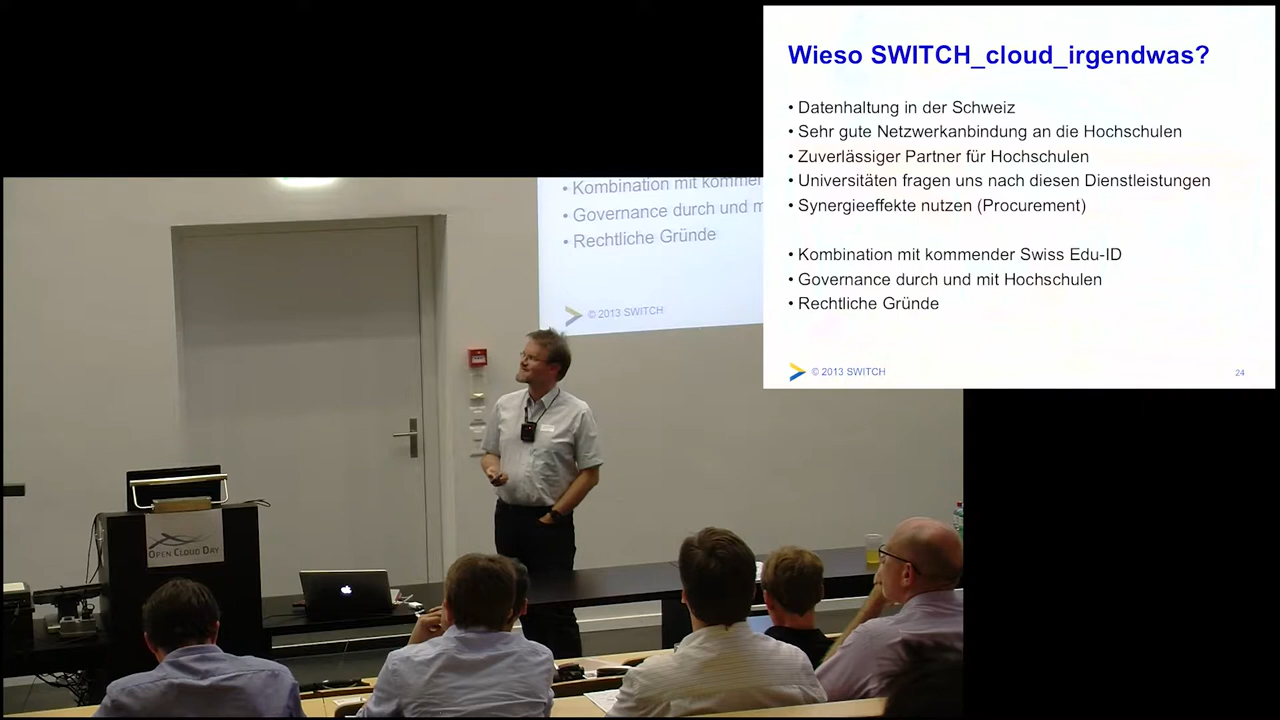 Wieso SWITCH_cloud_irgendwas?
• Datenhaltung in der Schweiz
• Sehr gute Netzwerkanbindung an die Hochschulen
• Zuverlässiger Partner für Hochschulen
• Universitäten fragen uns nach diesen Dienstleistungen
• Synergieeffekte nutzen (Procurement)
• Kombination mit kommender Swiss Edu-ID
• Governance durch und mit Hochschulen
• Rechtliche Gründe
© 2013 SWITCH
24
• Kombination mit kommer
• Governance durch und m
• Rechtliche Gründe
© 2013 SWITCH
OPEN CLOUD DAY